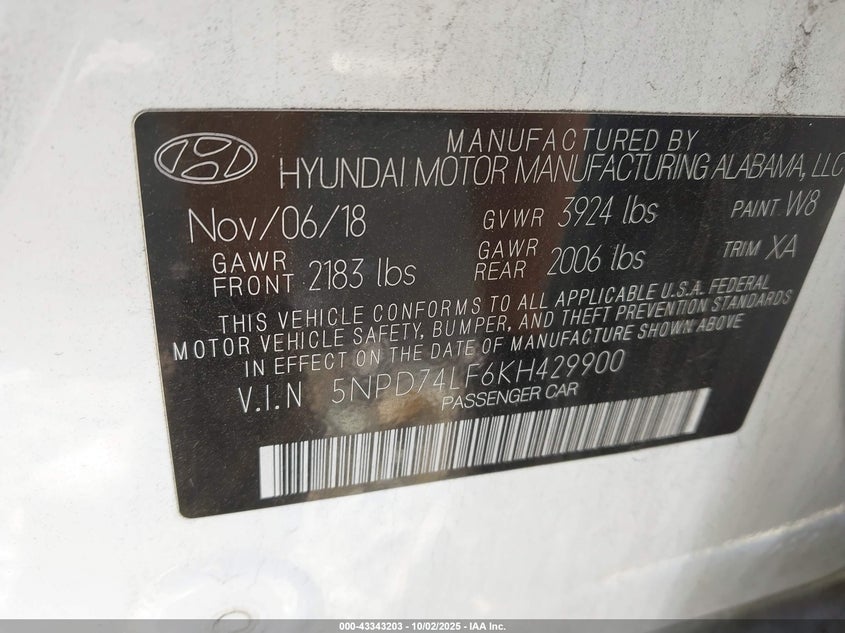 MANUFACTURED BY
HYUNDAI MOTOR MANUFACTURING ALABAMA, LLC
Nov/06/18 GVWR 3924 lbs PAINT W8
GAWR FRONT 2183 lbs GAWR REAR 2006 lbs TRIM XA
THIS VEHICLE CONFORMS TO ALL APPLICABLE U.S.A. FEDERAL
MOTOR VEHICLE SAFETY, BUMPER, AND THEFT PREVENTION STANDARDS
IN EFFECT ON THE DATE OF MANUFACTURE SHOWN ABOVE
V.I.N 5NPD74LF6KH429900
PASSENGER CAR
000-43343203 - 10/02/2025 - IAA Inc.